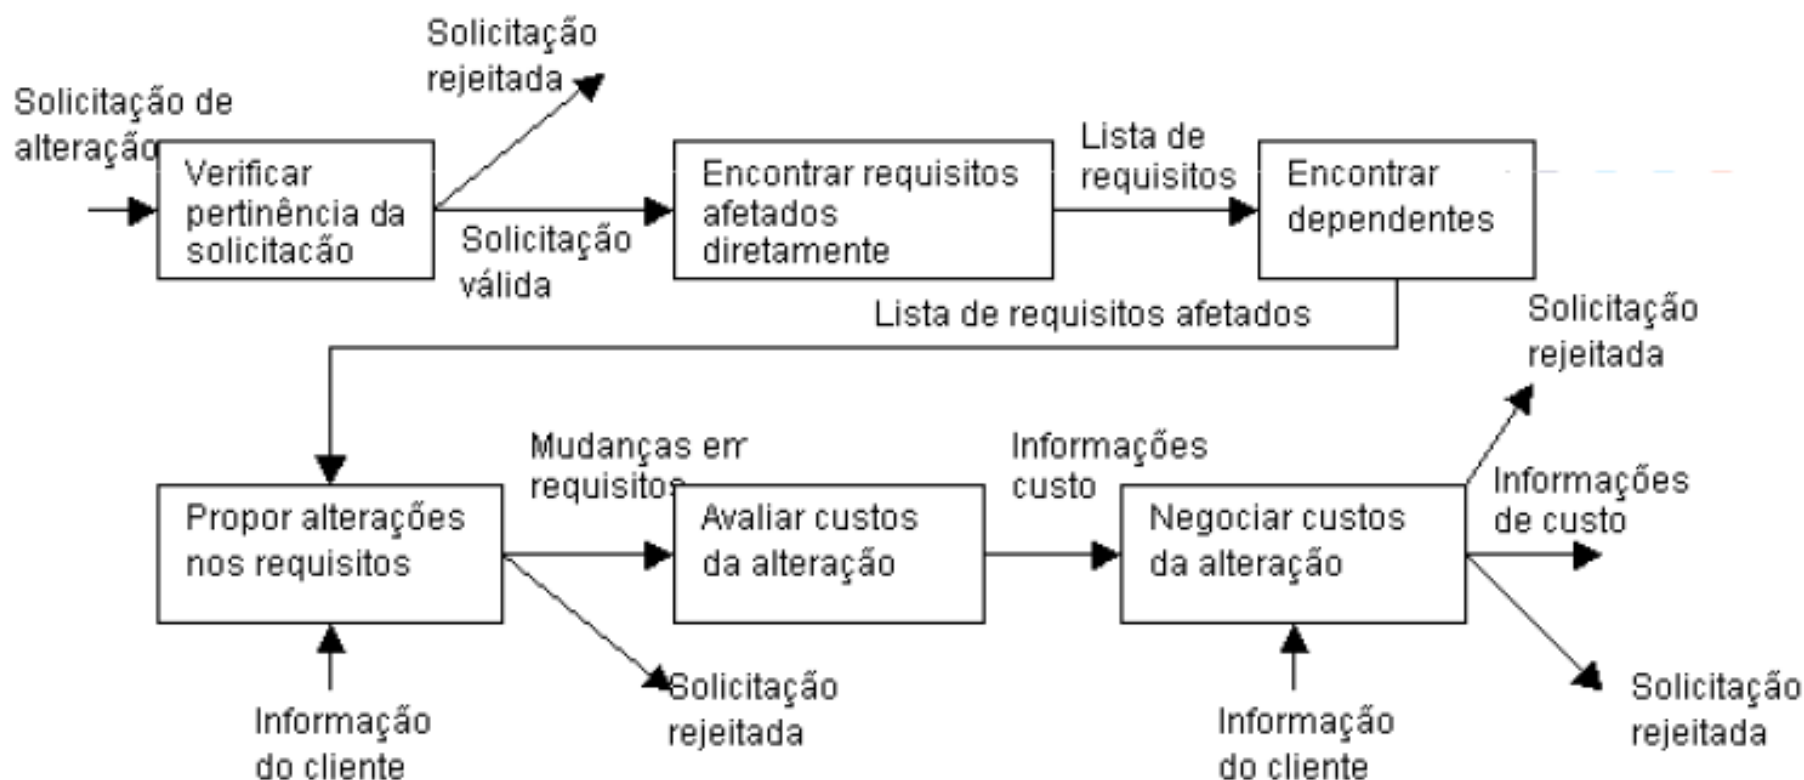 Solicitação
rejeitada
Solicitação de
alteração
Verificar
pertinência da
solicitacão
Solicitação
válida
Encontrar requisitos
afetados
diretamente
Lista de
requisitos
Encontrar
dependentes
Lista de requisitos afetados
Solicitação
rejeitada
Propor alterações
nos requisitos
Mudanças em
requisitos
Avaliar custos
da alteração
Informações
custo
Negociar custos
da alteração
Informações
de custo
Informação
do cliente
Solicitação
rejeitada
Informação
do cliente
Solicitação
rejeitada